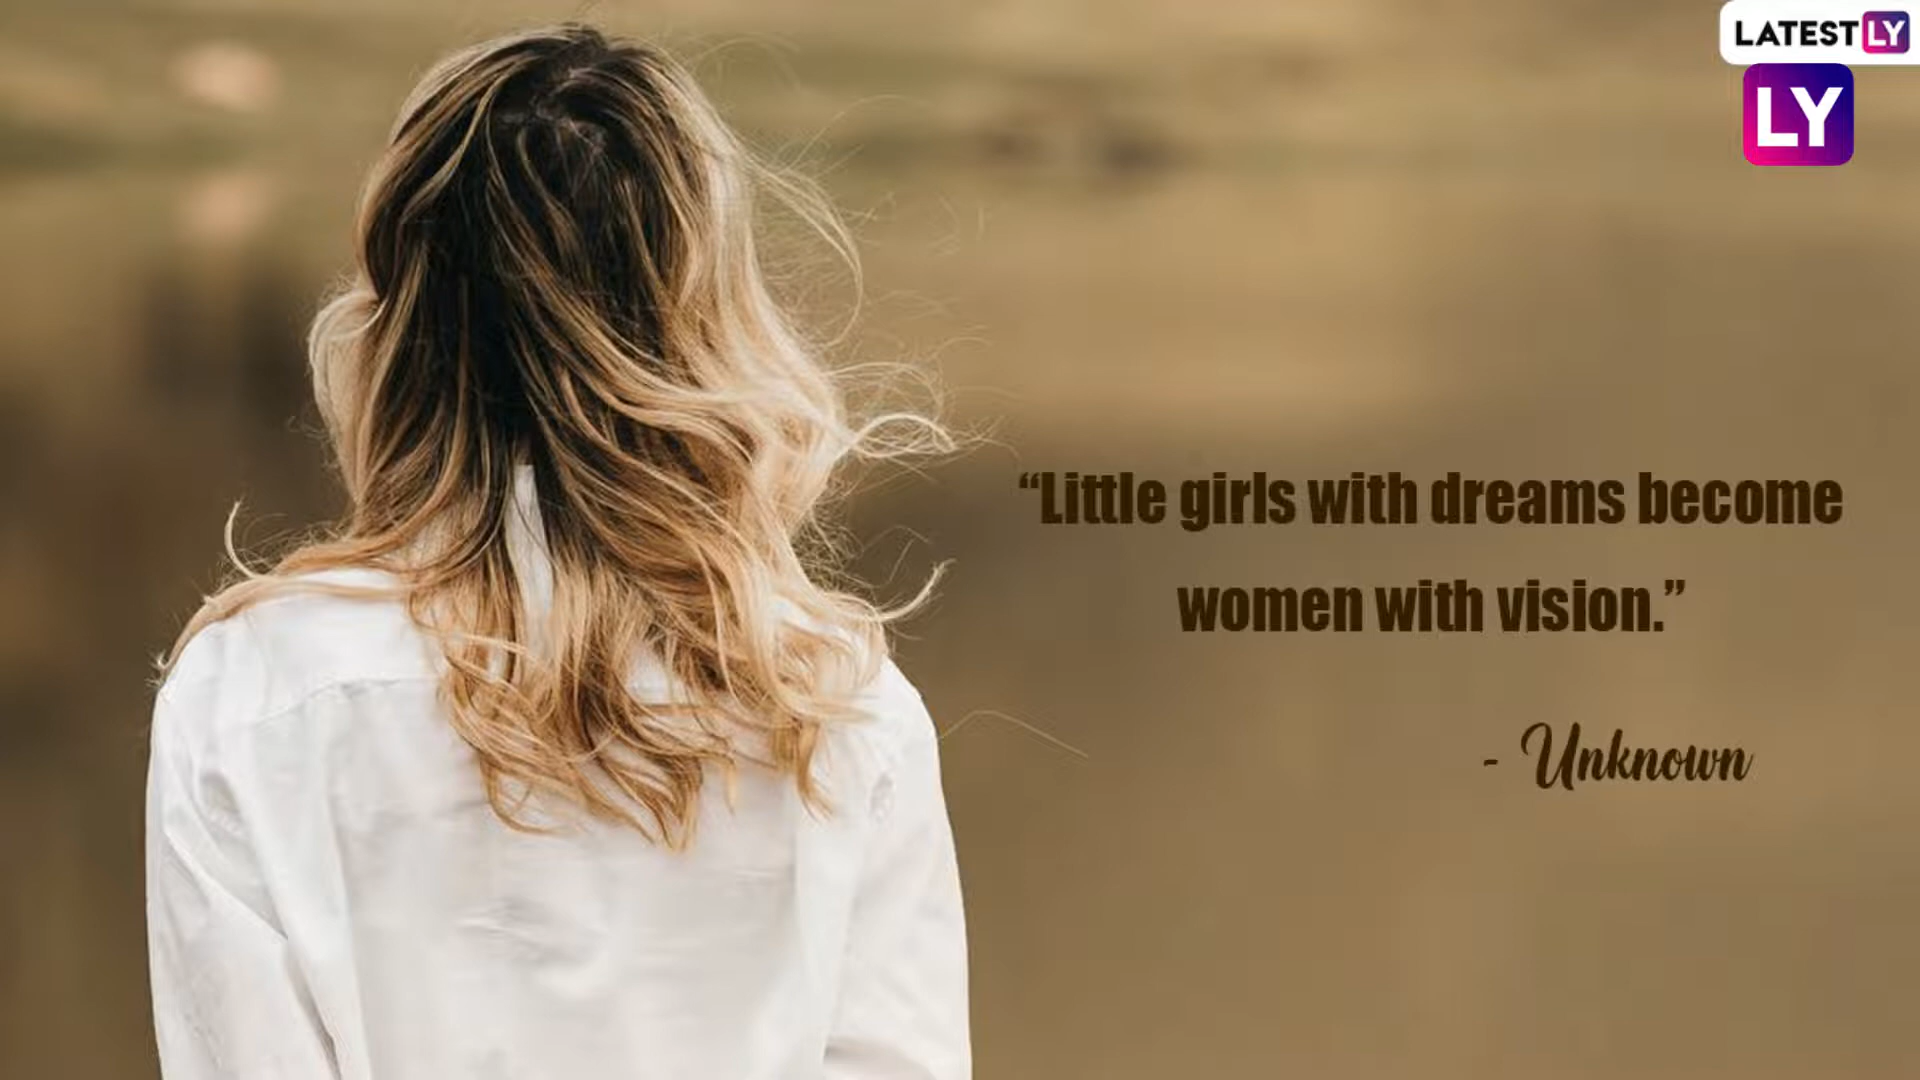 LATESTLY
LY
“Little girls with dreams become
women with vision.”
- Unknown